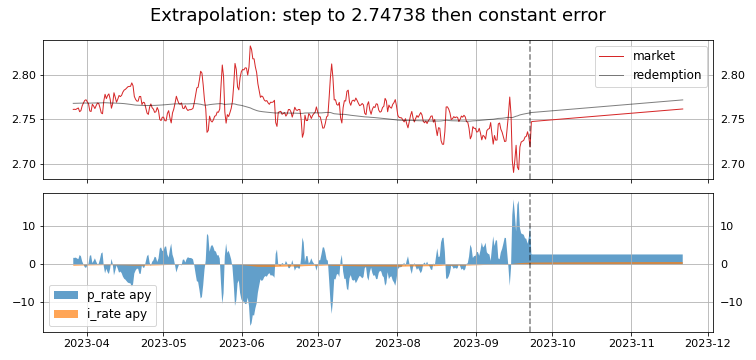 Extrapolation: step to 2.74738 then constant error
2.80
2.75
2.70
2.80
2.75
2.70
market
redemption
10
0
−10
10
0
−10
p_rate apy
i_rate apy
2023-04 2023-05 2023-06 2023-07 2023-08 2023-09 2023-10 2023-11 2023-12